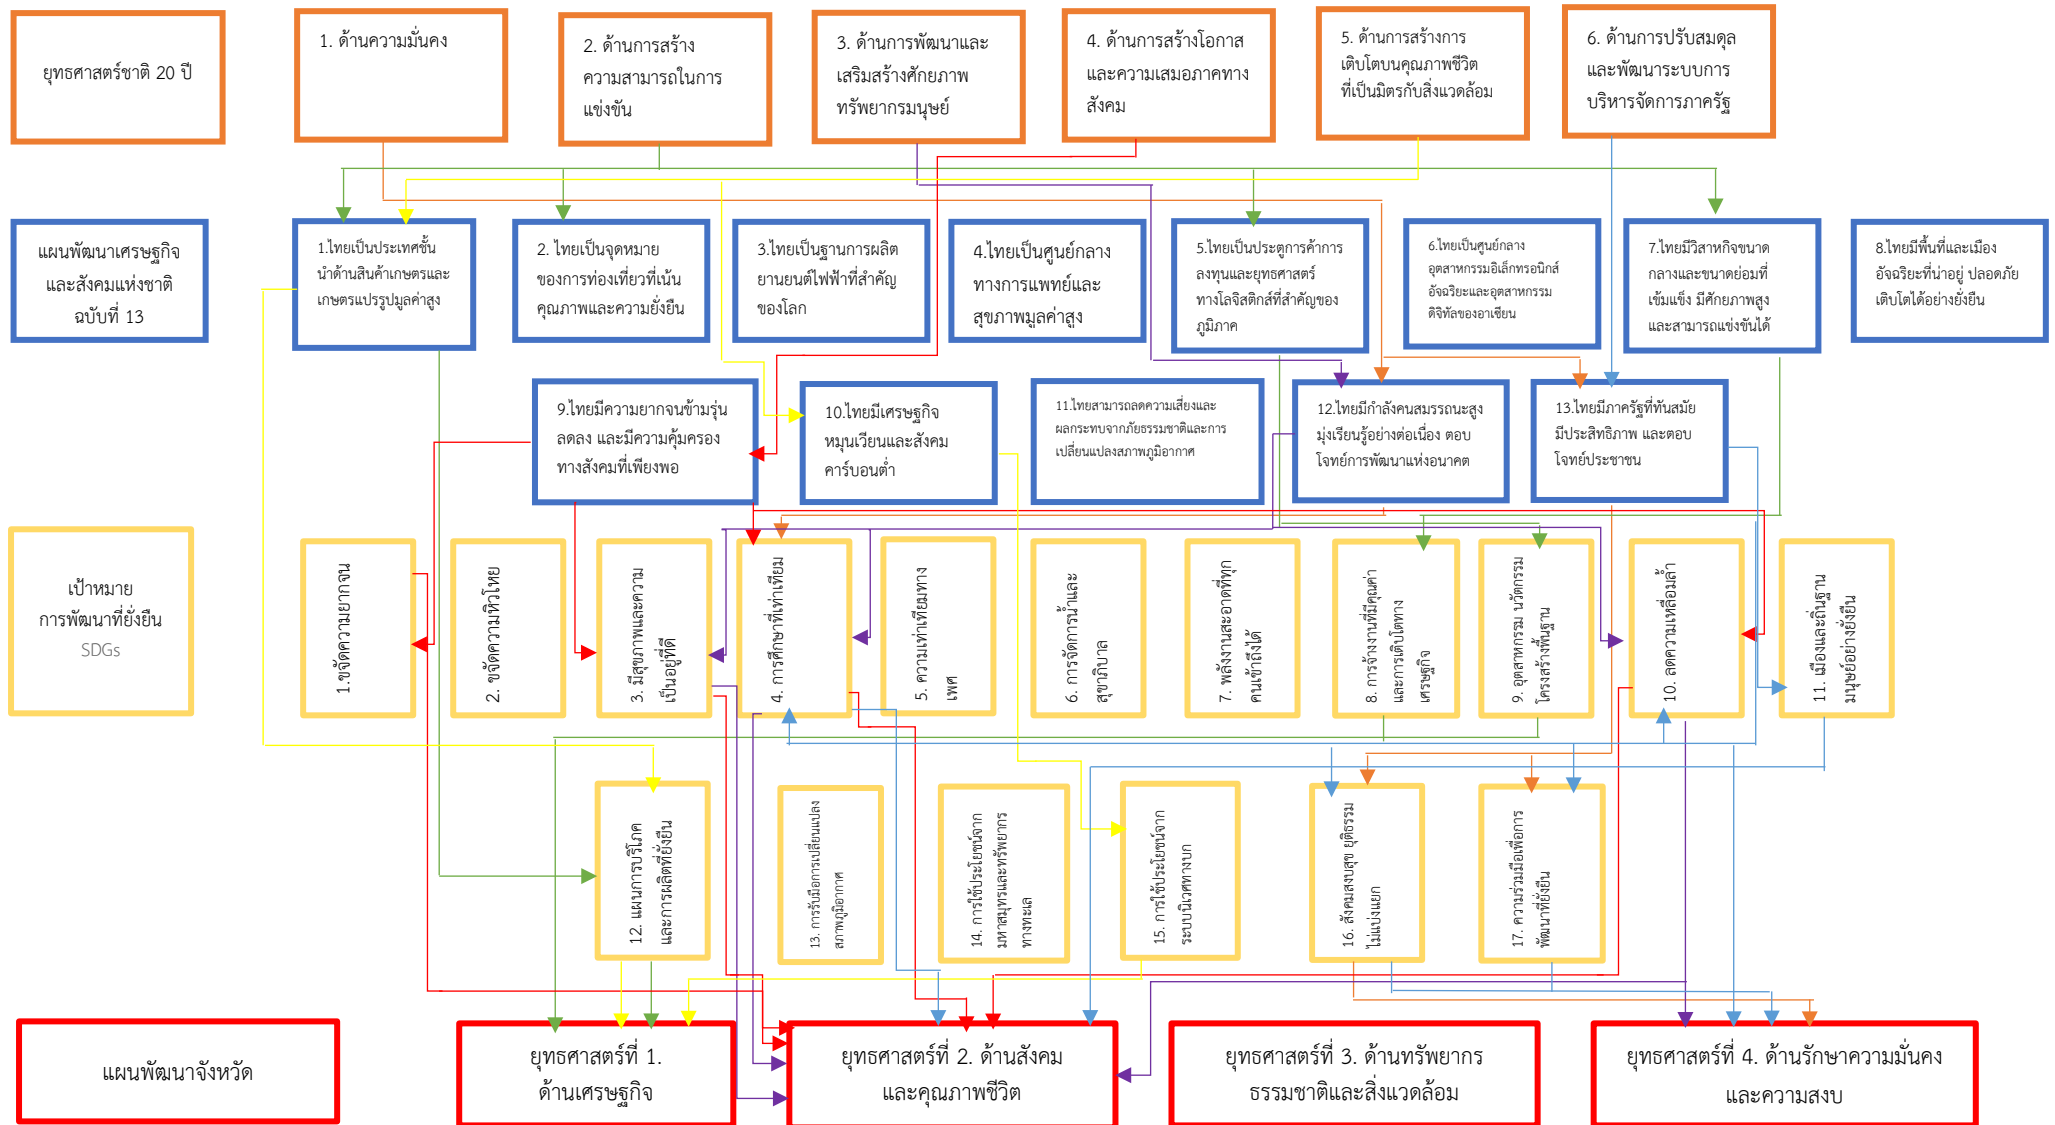 ยุทธศาสตร์ชาติ 20 ปี
1. ด้านความมั่นคง
2. ด้านการสร้าง
ความสามารถในการ
แข่งขัน
3. ด้านการพัฒนาและ
เสริมสร้างศักยภาพ
ทรัพยากรมนุษย์
4. ด้านการสร้างโอกาส
และความเสมอภาคทาง
สังคม
5. ด้านการสร้างการ
เติบโตบนคุณภาพชีวิต
ที่เป็นมิตรกับสิ่งแวดล้อม
6. ด้านการปรับสมดุล
และพัฒนาระบบการ
บริหารจัดการภาครัฐ
แผนพัฒนาเศรษฐกิจ
และสังคมแห่งชาติ
ฉบับที่ 13
1.ไทยเป็นประเทศชั้น
นำด้านสินค้าเกษตรและ
เกษตรแปรรูปมูลค่าสูง
2. ไทยเป็นจุดหมาย
ของการท่องเที่ยวที่เน้น
คุณภาพและความยั่งยืน
3.ไทยเป็นฐานการผลิต
ยานยนต์ไฟฟ้าที่สำคัญ
ของโลก
4.ไทยเป็นศูนย์กลาง
ทางการแพทย์และ
สุขภาพมูลค่าสูง
5.ไทยเป็นประตูการค้าการ
ลงทุนและยุทธศาสตร์
ทางโลจิสติกส์ที่สำคัญของ
ภูมิภาค
6.ไทยเป็นศูนย์กลาง
อุตสาหกรรมอิเล็กทรอนิกส์
อัจฉริยะและอุตสาหกรรม
ดิจิทัลของอาเซียน
7.ไทยมีวิสาหกิจขนาด
กลางและขนาดย่อมที่
เข้มแข็ง มีศักยภาพสูง
และสามารถแข่งขันได้
8.ไทยมีพื้นที่และเมือง
อัจฉริยะที่น่าอยู่ ปลอดภัย
เติบโตได้อย่างยั่งยืน
9.ไทยมีความยากจนข้ามรุ่น
ลดลง และมีความคุ้มครอง
ทางสังคมที่เพียงพอ
10.ไทยมีเศรษฐกิจ
หมุนเวียนและสังคม
คาร์บอนต่ำ
11.ไทยสามารถลดความเสี่ยงและ
ผลกระทบจากภัยธรรมชาติและการ
เปลี่ยนแปลงสภาพภูมิอากาศ
12.ไทยมีกำลังคนสมรรถนะสูง
มุ่งเรียนรู้อย่างต่อเนื่อง ตอบ
โจทย์การพัฒนาแห่งอนาคต
13.ไทยมีภาครัฐที่ทันสมัย
มีประสิทธิภาพ และตอบ
โจทย์ประชาชน
เป้าหมาย
การพัฒนาที่ยั่งยืน
SDGs
1.ขจัดความยากจน
2. ขจัดความหิวโหย
3. มีสุขภาพและความ
เป็นอยู่ที่ดี
4. การศึกษาที่เท่าเทียม
5. ความเท่าเทียมทาง
เพศ
6. การจัดการน้ำและ
สุขาภิบาล
7. พลังงานสะอาดที่ทุก
คนเข้าถึงได้
8. การจ้างงานที่มีคุณค่า
และการเติบโตทาง
เศรษฐกิจ
9. อุตสาหกรรม นวัตกรรม
โครงสร้างพื้นฐาน
10. ลดความเหลื่อมล้ำ
11. เมืองและถิ่นฐาน
มนุษย์อย่างยั่งยืน
12. แผนการบริโภค
และการผลิตที่ยั่งยืน
13. การรับมือการเปลี่ยนแปลง
สภาพภูมิอากาศ
14. การใช้ประโยชน์จาก
มหาสมุทรและทรัพยากร
ทางทะเล
15. การใช้ประโยชน์จาก
ระบบนิเวศทางบก
16. สังคมสงบสุข ยุติธรรม
ไม่แบ่งแยก
17. ความร่วมมือเพื่อการ
พัฒนาที่ยั่งยืน
แผนพัฒนาจังหวัด
ยุทธศาสตร์ที่ 1.
ด้านเศรษฐกิจ
ยุทธศาสตร์ที่ 2. ด้านสังคม
และคุณภาพชีวิต
ยุทธศาสตร์ที่ 3. ด้านทรัพยากร
ธรรมชาติและสิ่งแวดล้อม
ยุทธศาสตร์ที่ 4. ด้านรักษาความมั่นคง
และความสงบ